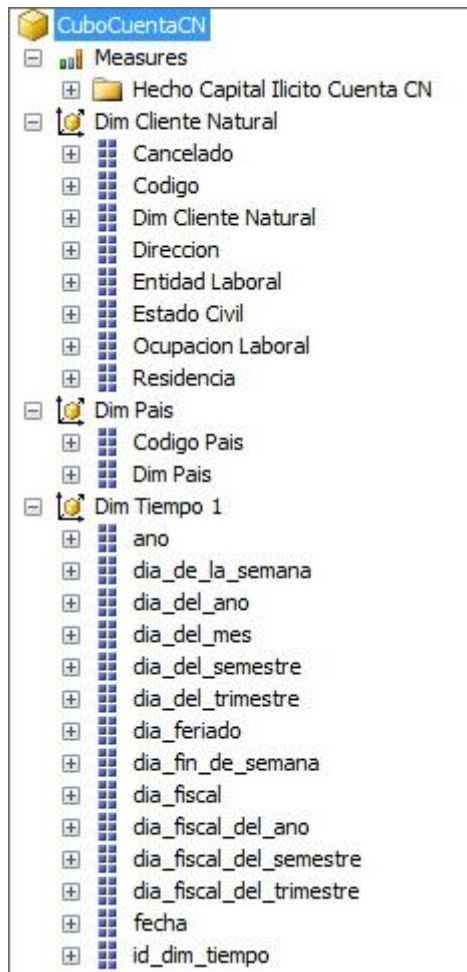 CuboCuentaCN
Measures
Hecho Capital Ilicito Cuenta CN
Dim Cliente Natural
Cancelado
Codigo
Dim Cliente Natural
Direccion
Entidad Laboral
Estado Civil
Ocupacion Laboral
Residencia
Dim Pais
Codigo Pais
Dim Pais
Dim Tiempo 1
ano
dia_de_la_semana
dia_del_ano
dia_del_mes
dia_del_semestre
dia_del_trimestre
dia_feriado
dia_fin_de_semana
dia_fiscal
dia_fiscal_del_ano
dia_fiscal_del_semestre
dia_fiscal_del_trimestre
fecha
id_dim_tiempo